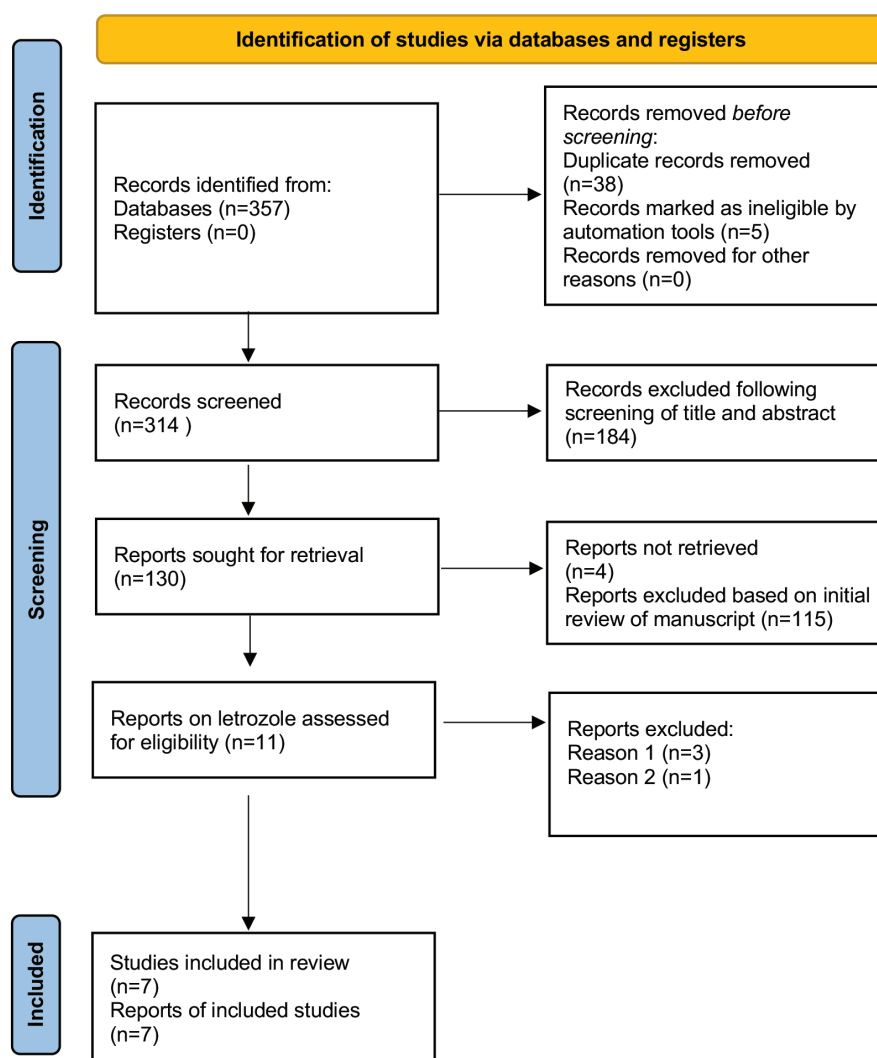 Identification of studies via databases and registers
Identification
Records identified from:
Databases (n=357)
Registers (n=0)
Records removed before
screening:
Duplicate records removed
(n=38)
Records marked as ineligible by
automation tools (n=5)
Records removed for other
reasons (n=0)
Screening
Records screened
(n=314 )
Records excluded following
screening of title and abstract
(n=184)
Reports sought for retrieval
(n=130)
Reports not retrieved
(n=4)
Reports excluded based on initial
review of manuscript (n=115)
Reports on letrozole assessed
for eligibility (n=11)
Reports excluded:
Reason 1 (n=3)
Reason 2 (n=1)
Included
Studies included in review
(n=7)
Reports of included studies
(n=7)